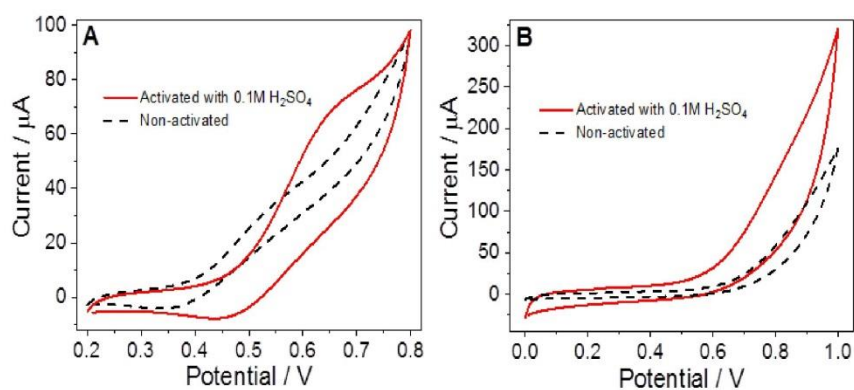 A
Activated with 0.1M H₂SO₄
Non-activated
Current / μA
100
80
60
40
20
0
0.2 0.3 0.4 0.5 0.6 0.7 0.8
Potential / V
B
Activated with 0.1M H₂SO₄
Non-activated
Current / μA
300
250
200
150
100
50
0
0.0 0.2 0.4 0.6 0.8 1.0
Potential / V